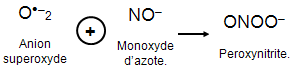 O•–2 + NO– → ONOO–
Anion superoxyde
Monoxyde d'azote.
Peroxynitrite.